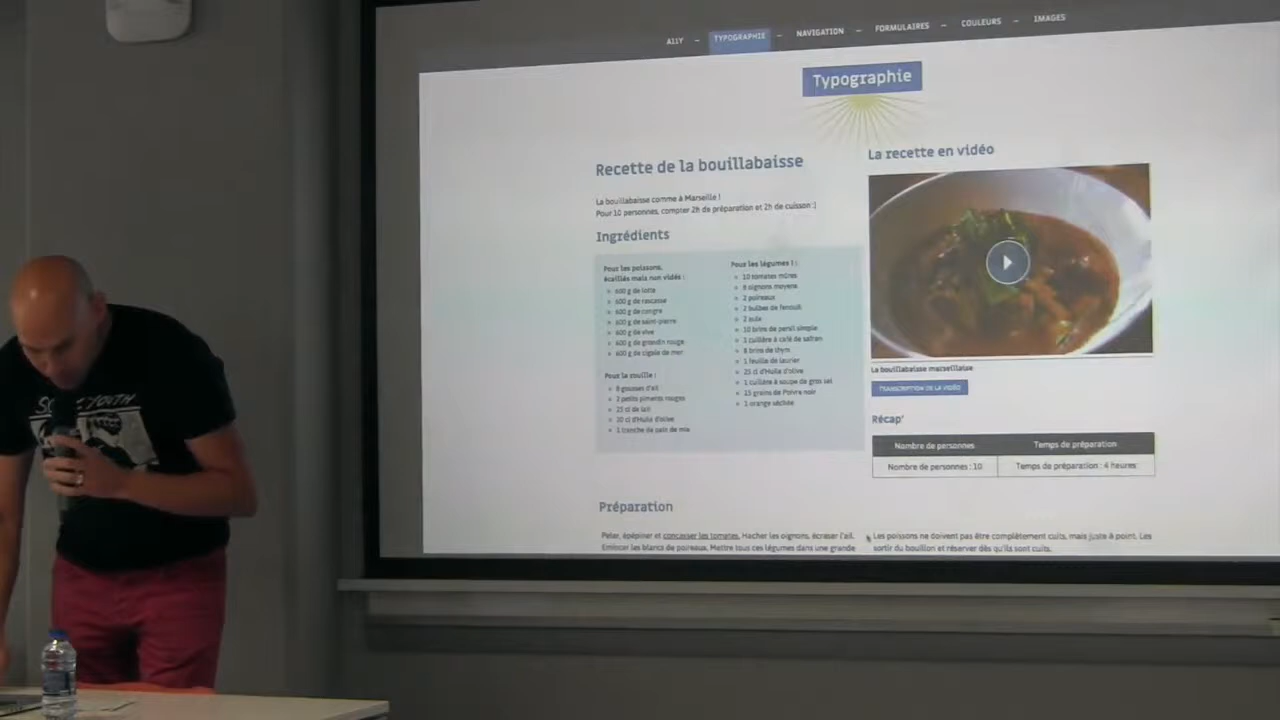 A11Y – TYPOGRAPHIE – NAVIGATION – FORMULAIRES – COULEURS – IMAGES
Typographie
Recette de la bouillabaisse
La bouillabaisse comme à Marseille !
Pour 10 personnes, compter 2h de préparation et 2h de cuisson :)
Ingrédients
Pour les poissons,
écaillés mais non vidés :
600 g de lotte
600 g de rascasse
600 g de congre
600 g de saint-pierre
600 g de vive
600 g de grondin rouge
600 g de cigale de mer
Pour la rouille :
8 gousses d'ail
2 petits piments rouges
25 cl de lait
20 cl d'Huile d'olive
1 tranche de pain de mie
Pour les légumes ! :
10 tomates mûres
8 oignons moyens
2 poireaux
2 bulbes de fenouil
2 aulx
10 brins de persil simple
1 cuillère à café de safran
8 brins de thym
1 feuille de laurier
25 cl d'Huile d'olive
1 cuillère à soupe de gros sel
15 grains de Poivre noir
1 orange séchée
La recette en vidéo
La bouillabaisse marseillaise
TRANSCRIPTION DE LA VIDÉO
Récap'
Nombre de personnes Temps de préparation
Nombre de personnes : 10 Temps de préparation : 4 heures
Préparation
Peler, épépiner et concasser les tomates. Hacher les oignons, écraser l'ail.
Émincer les blancs de poireaux. Mettre tous ces légumes dans une grande
Les poissons ne doivent pas être complètement cuits, mais juste à point. Les
sortir du bouillon et réserver dès qu'ils sont cuits.
YOUTH